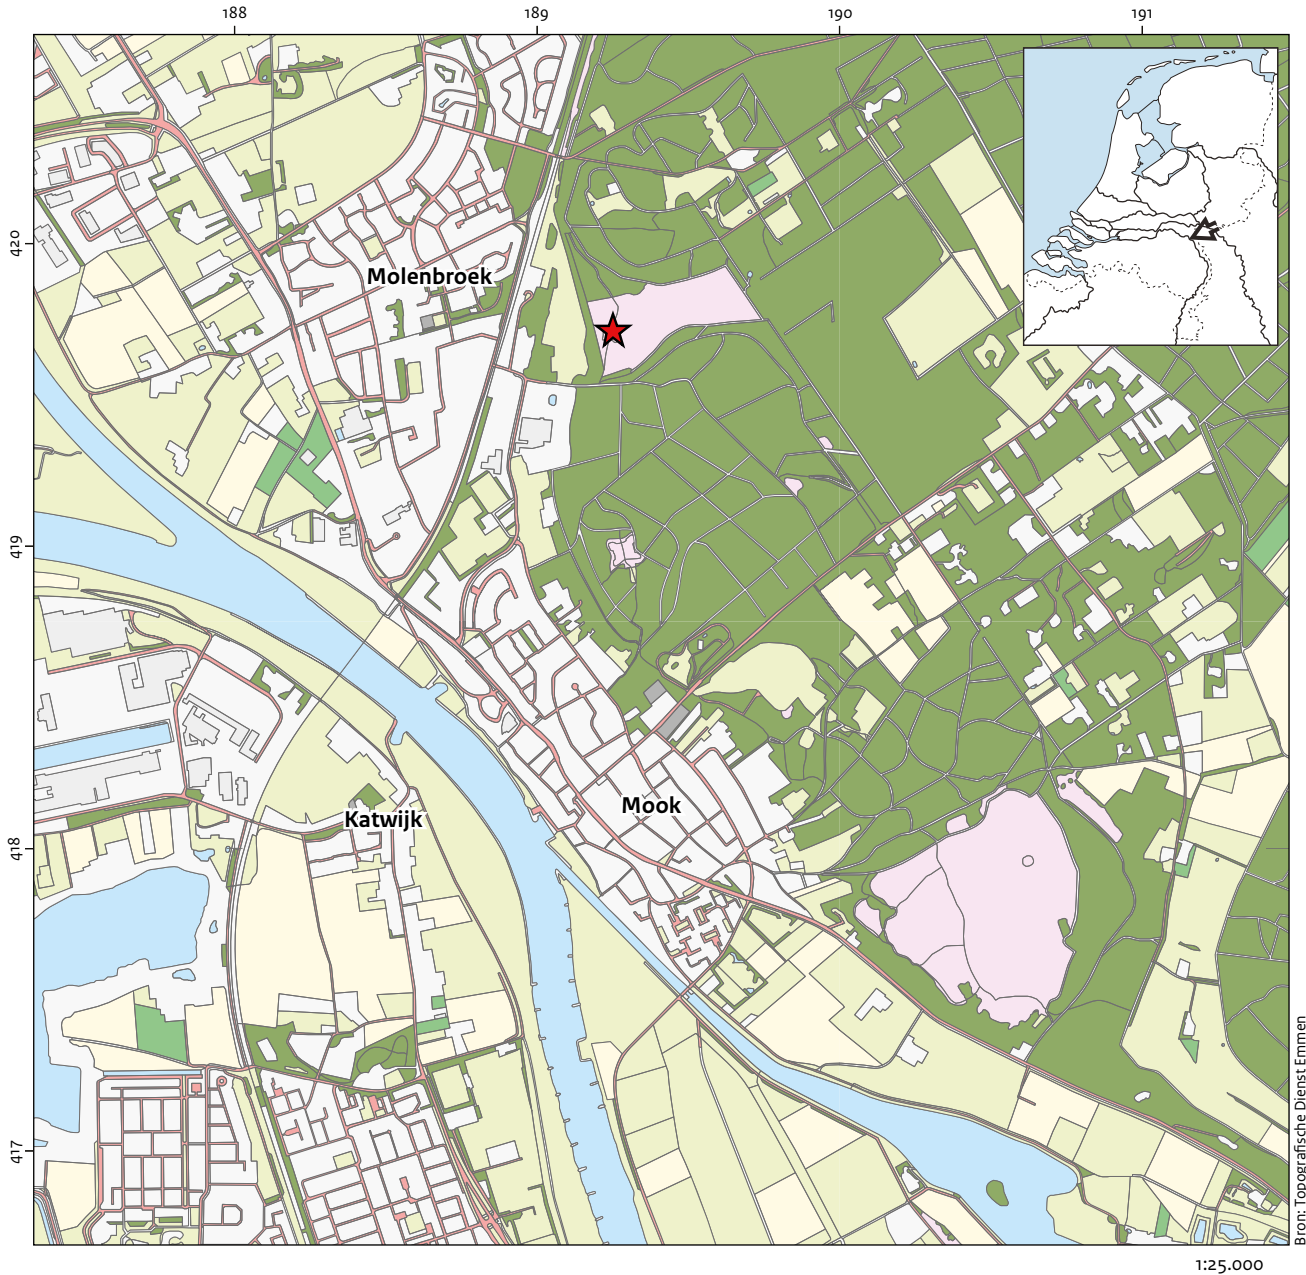 188
189
190
191
420
Molenbroek
419
Mook
Katwijk
418
417
Bron: Topografische Dienst Emmen
1:25.000